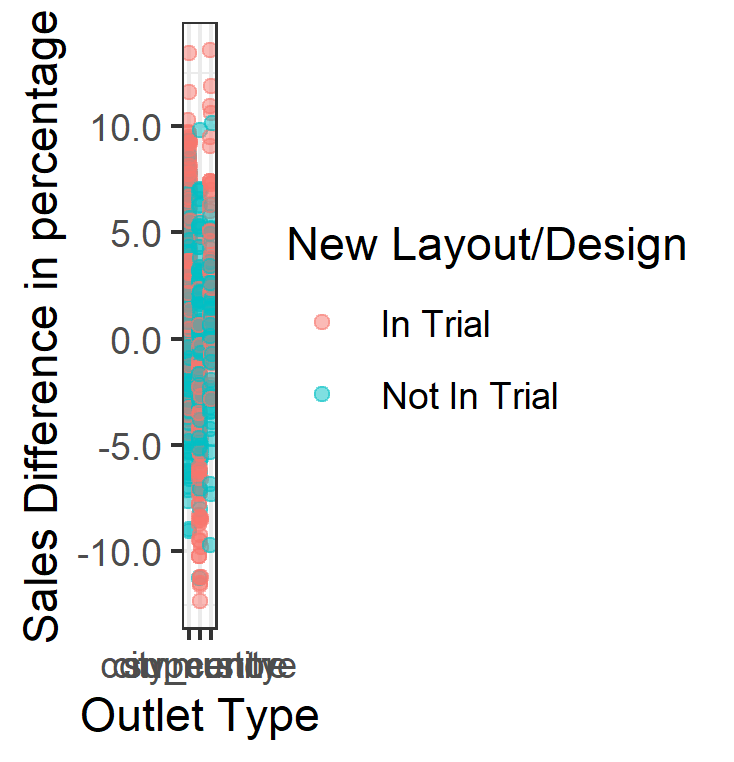 Sales Difference in percentage
10.0
5.0
0.0
-5.0
-10.0
Outlet Type
New Layout/Design
In Trial
Not In Trial